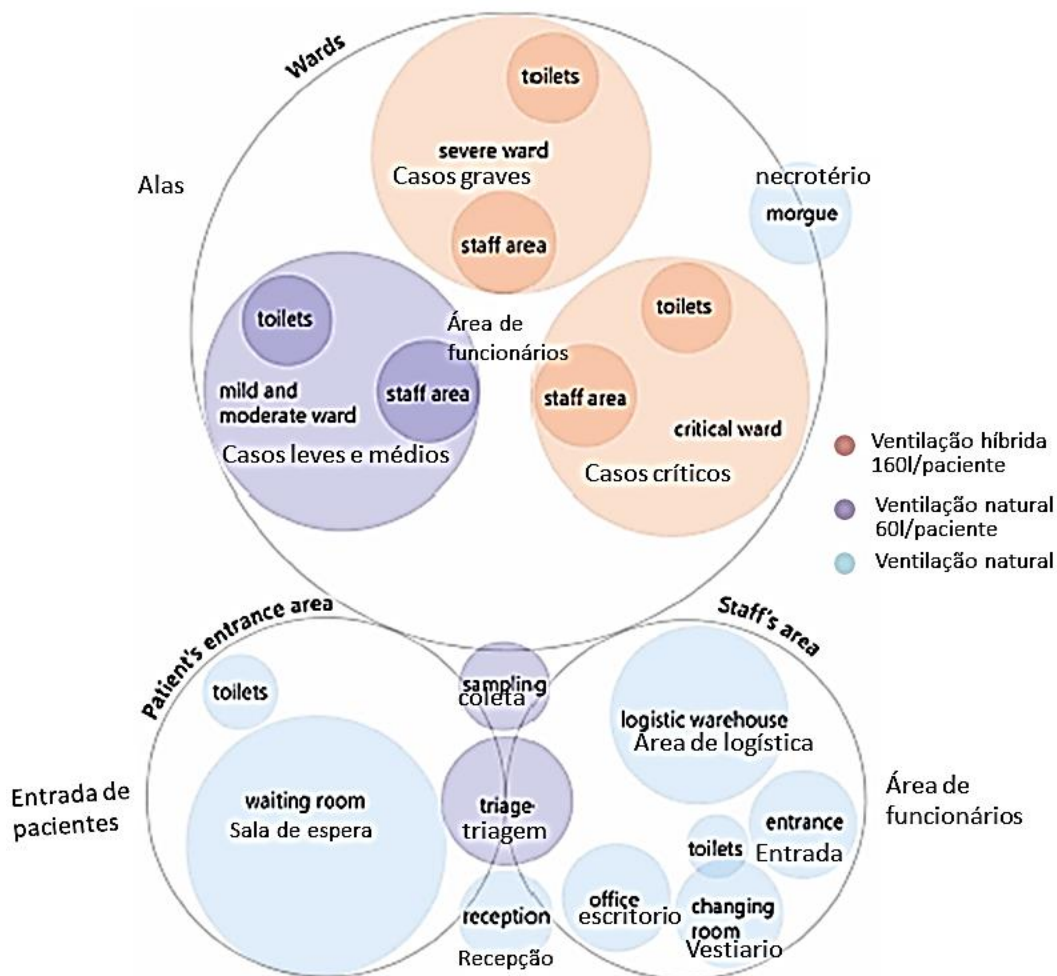 Wards
toilets
severe ward
Casos graves
staff area
Alas
necrotério
morgue
toilets
mild and
moderate ward
Casos leves e médios
staff area
Área de
funcionários
toilets
staff area
critical ward
Casos críticos
Ventilação híbrida
160l/paciente
Ventilação natural
60l/paciente
Ventilação natural
Patient's entrance area
toilets
waiting room
Sala de espera
Entrada de
pacientes
sampling
coleta
triage
triagem
reception
Recepção
Staff's area
logistic warehouse
Área de logística
entrance
Entrada
toilets
office
escritorio
changing
room
Vestiario
Área de
funcionários